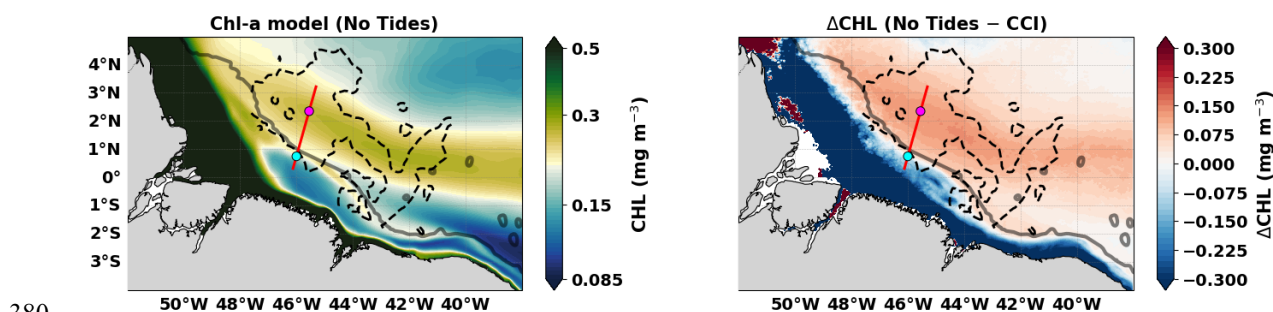 Chl-a model (No Tides)
4°N
3°N
2°N
1°N
0°
1°S
2°S
3°S
50°W 48°W 46°W 44°W 42°W 40°W
0.5
0.3
0.15
0.085
CHL (mg m⁻³)
ΔCHL (No Tides − CCI)
50°W 48°W 46°W 44°W 42°W 40°W
0.300
0.225
0.150
0.075
0.000
−0.075
−0.150
−0.225
−0.300
ΔCHL (mg m⁻³)
280